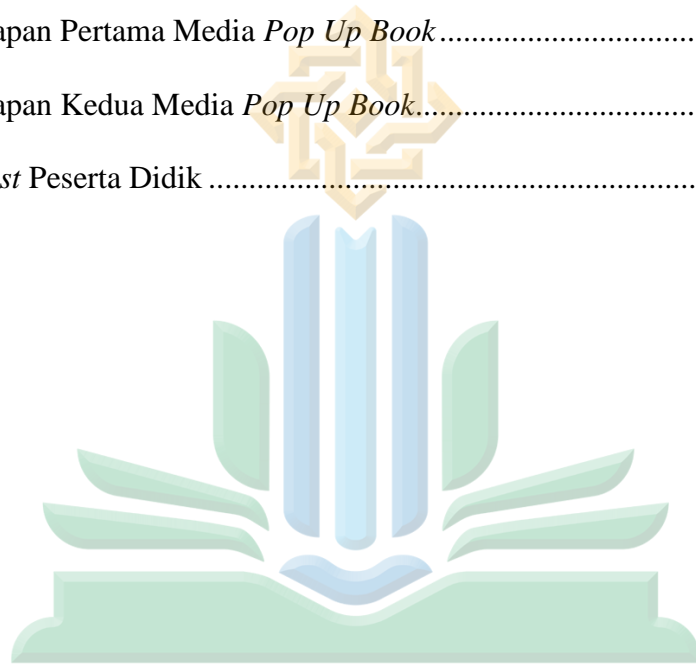 apan Pertama Media Pop Up Book................................
apan Kedua Media Pop Up Book...................................
st Peserta Didik .............................................................